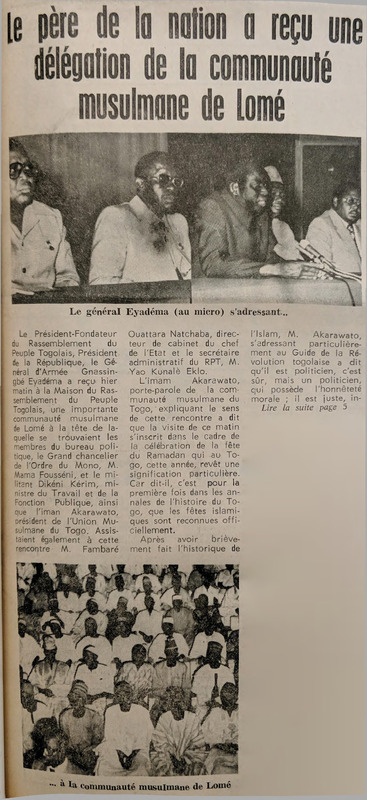 Le père de la nation a reçu une
délégation de la communauté
musulmane de Lomé
Le général Eyadéma (au micro) s'adressant...
Le Président-Fondateur
du Rassemblement du
Peuple Togolais, Président
de la République, le Gé-
néral d'Armée Gnassin-
gbé Eyadéma a reçu hier
matin à la Maison du Ras-
semblement du Peuple
Togolais, une importante
communauté musulmane
de Lomé à la tête de la-
quelle se trouvaient les
membres du bureau poli-
tique, le Grand chancelier
de l'Ordre du Mono, M.
Mama Fousséni, et le mi-
litant Dikéni Kérim, mi-
nistre du Travail et de la
Fonction Publique, ainsi
que l'iman Akarawato,
président de l'Union Mu-
sulmane du Togo. Assis-
taient également à cette
rencontre M. Fambaré
Ouattara Natchaba, direc-
teur de cabinet du chef
de l'Etat et le secrétaire
administratif du RPT, M.
Yao Kunalè Eklo.
L'imam Akarawato,
porte-parole de la com-
munauté musulmane du
Togo, expliquant le sens
de cette rencontre a dit
que la visite de ce matin
s'inscrit dans le cadre de
la célébration de la fête
du Ramadan qui au To-
go, cette année, revêt une
signification particulière.
Car dit-il, c'est pour la
première fois dans les an-
nales de l'histoire du To-
go, que les fêtes islami-
ques sont reconnues offi-
ciellement.
Après avoir briève-
ment fait l'historique de
l'Islam, M. Akarawato,
s'adressant particulière-
ment au Guide de la Ré-
volution togolaise a dit
qu'il est politicien, c'est
sûr, mais un politicien,
qui possède l'honnêteté
morale ; il est juste, in-
Lire la suite page 5
... à la communauté musulmane de Lomé